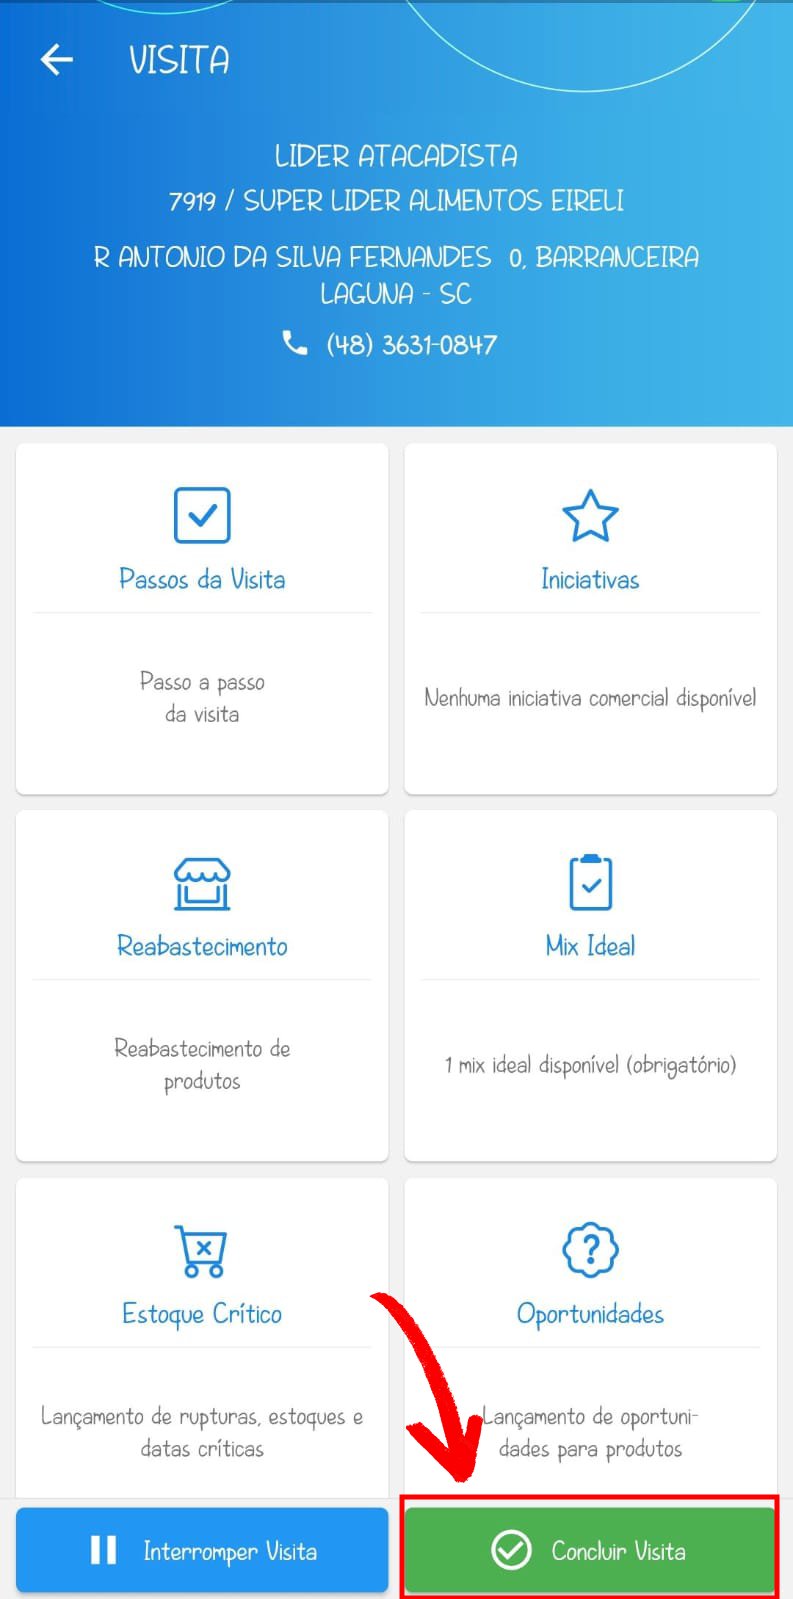 VISITA
LIDER ATACADISTA
7919 / SUPER LIDER ALIMENTOS EIRELI
R ANTONIO DA SILVA FERNANDES 0, BARRANCEIRA
LAGUNA - SC
(48) 3631-0847
Passos da Visita
Passo a passo
da visita
Iniciativas
Nenhuma iniciativa comercial disponível
Reabastecimento
Reabastecimento de
produtos
Mix Ideal
1 mix ideal disponível (obrigatório)
Estoque Crítico
Lançamento de rupturas, estoques e
datas críticas
Oportunidades
Lançamento de oportuni-
dades para produtos
Interromper Visita
Concluir Visita